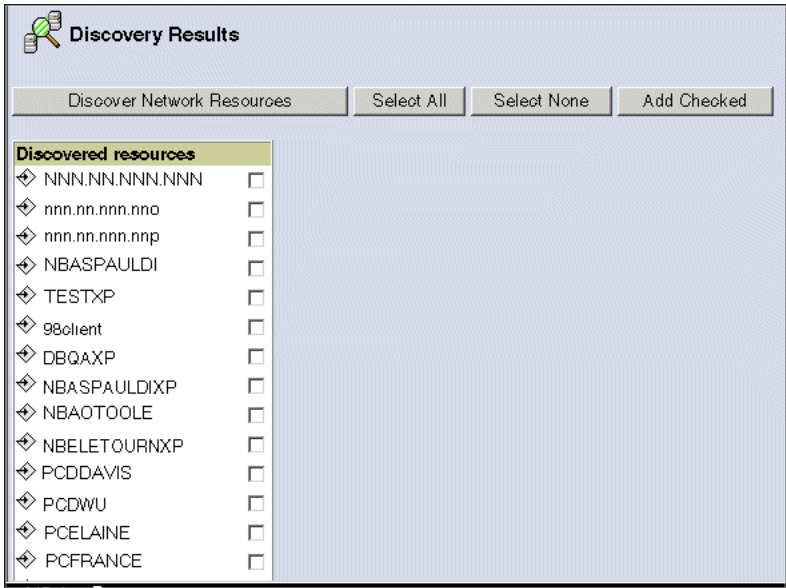 Discovery Results
Discover Network Resources Select All Select None Add Checked
Discovered resources
NNN.NN.NNN.NNN
nnn.nn.nnn.nno
nnn.nn.nnn.nnp
NBASPAULDI
TESTXP
98client
DBQAXP
NBASPAULDIXP
NBAOTOOLE
NBELETOURNXP
PCDDAVIS
PCDWU
PCELAINE
PCFRANCE